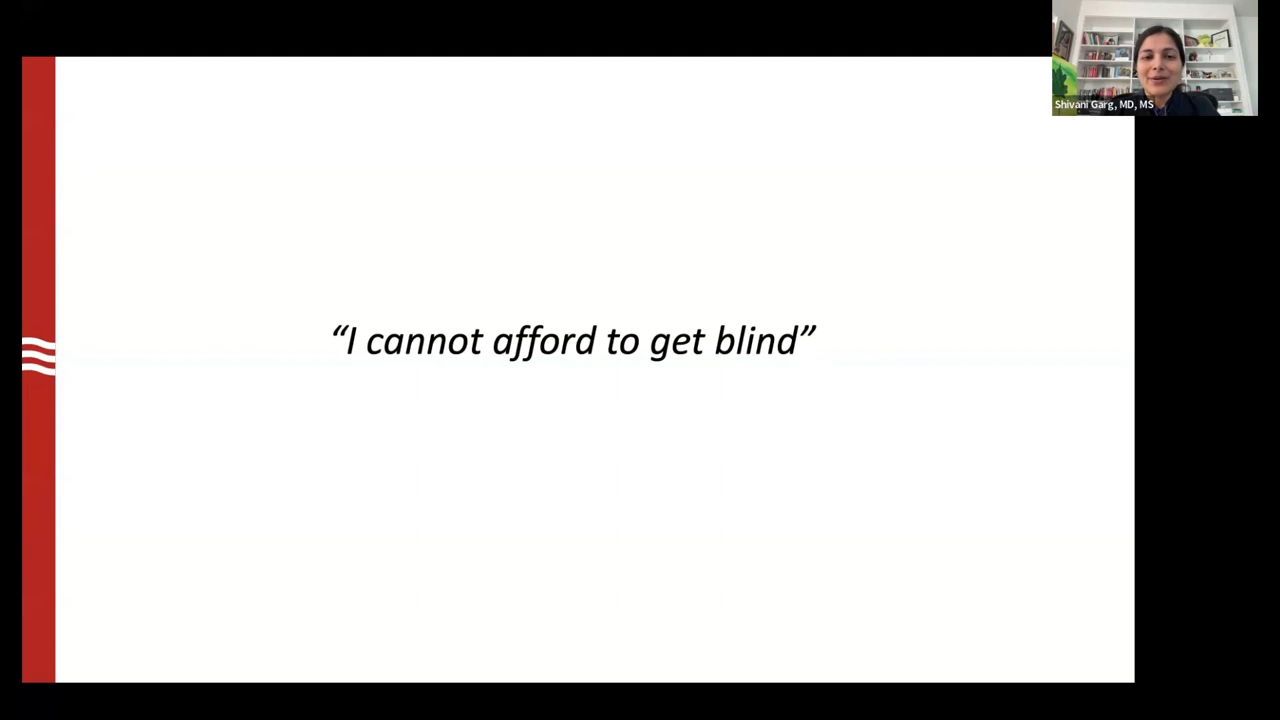 Shivani Garg, MD, MS
“I cannot afford to get blind”